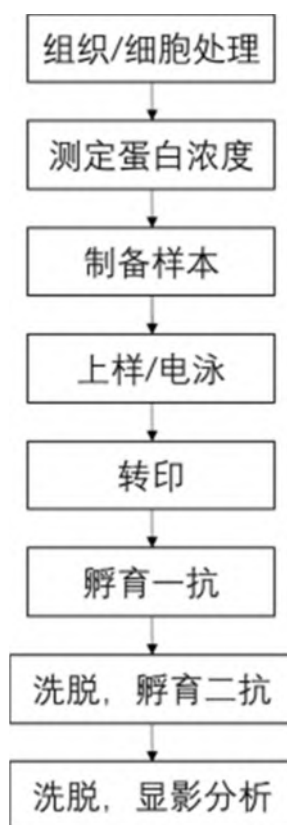 组织/细胞处理
测定蛋白浓度
制备样本
上样/电泳
转印
孵育一抗
洗脱，孵育二抗
洗脱，显影分析